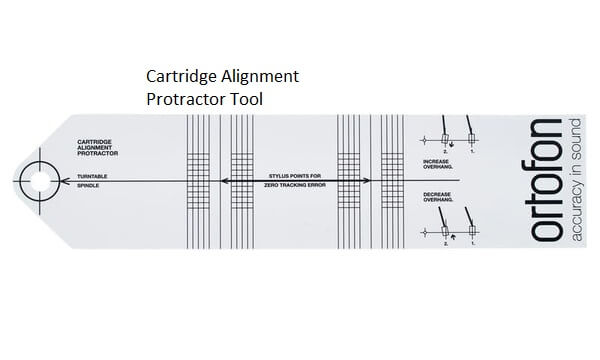 Cartridge Alignment
Protractor Tool
CARTRIDGE
ALIGNMENT
PROTRACTOR
TURNTABLE
SPINDLE
STYLUS POINTS FOR
ZERO TRACKING ERROR
2. 1.
INCREASE
OVERHANG.
DECREASE
OVERHANG.
2. 1.
ortofon
accuracy in sound